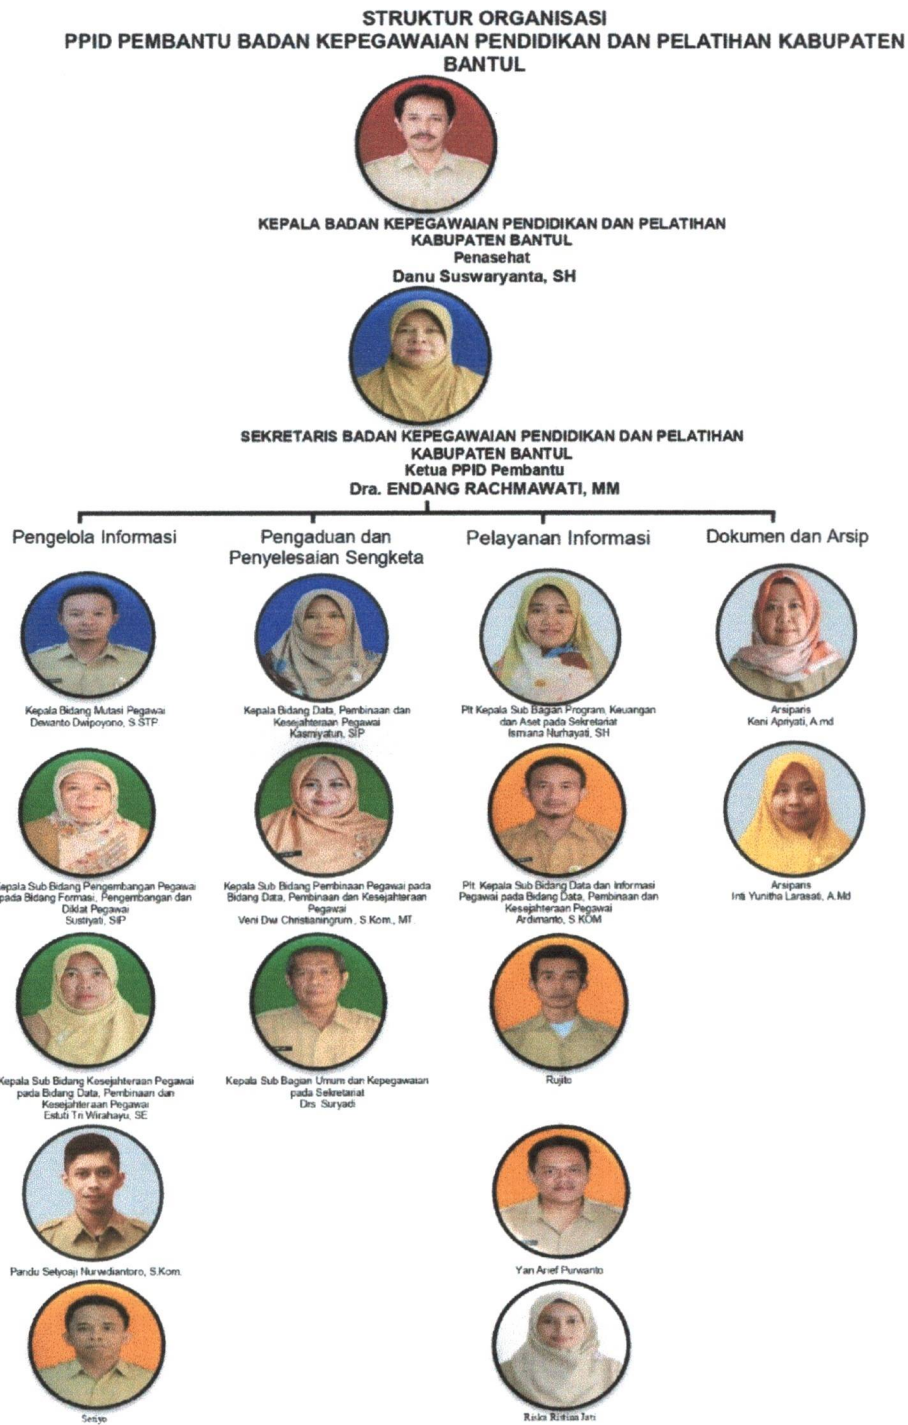 STRUKTUR ORGANISASI
PPID PEMBANTU BADAN KEPEGAWAIAN PENDIDIKAN DAN PELATIHAN KABUPATEN
BANTUL
KEPALA BADAN KEPEGAWAIAN PENDIDIKAN DAN PELATIHAN
KABUPATEN BANTUL
Penasehat
Danu Suswaryanta, SH
SEKRETARIS BADAN KEPEGAWAIAN PENDIDIKAN DAN PELATIHAN
KABUPATEN BANTUL
Ketua PPID Pembantu
Dra. ENDANG RACHMAWATI, MM
Pengelola Informasi
Kepala Bidang Mutasi Pegawai
Dewanto Dwipoyono, S.STP
Kepala Sub Bidang Pengembangan Pegawai
pada Bidang Formasi, Pengembangan dan
Diklat Pegawai
Sustiyati, SIP
Kepala Sub Bidang Kesejahteraan Pegawai
pada Bidang Data, Pembinaan dan
Kesejahteraan Pegawai
Estuti Tri Wirahayu, SE
Pandu Setyoaji Nurwdiantoro, S.Kom.
Setiyo
Pengaduan dan
Penyelesaian Sengketa
Kepala Bidang Data, Pembinaan dan
Kesejahteraan Pegawai
Kasmiyatun, SIP
Kepala Sub Bidang Pembinaan Pegawai pada
Bidang Data, Pembinaan dan Kesejahteraan
Pegawai
Veni Dwi Christianingrum, S.Kom., MT.
Kepala Sub Bagian Umum dan Kepegawaian
pada Sekretariat
Drs Suryadi
Pelayanan Informasi
Plt Kepala Sub Bagian Program, Keuangan
dan Aset pada Sekretariat
Ismana Nurhayati, SH
Plt. Kepala Sub Bidang Data dan Informasi
Pegawai pada Bidang Data, Pembinaan dan
Kesejahteraan Pegawai
Ardimanto, S KOM
Rujito
Yan Arief Purwanto
Riska Ristina Jati
Dokumen dan Arsip
Arsiparis
Keni Apriyati, A.md
Arsiparis
Inti Yunitha Larasati, A.Md